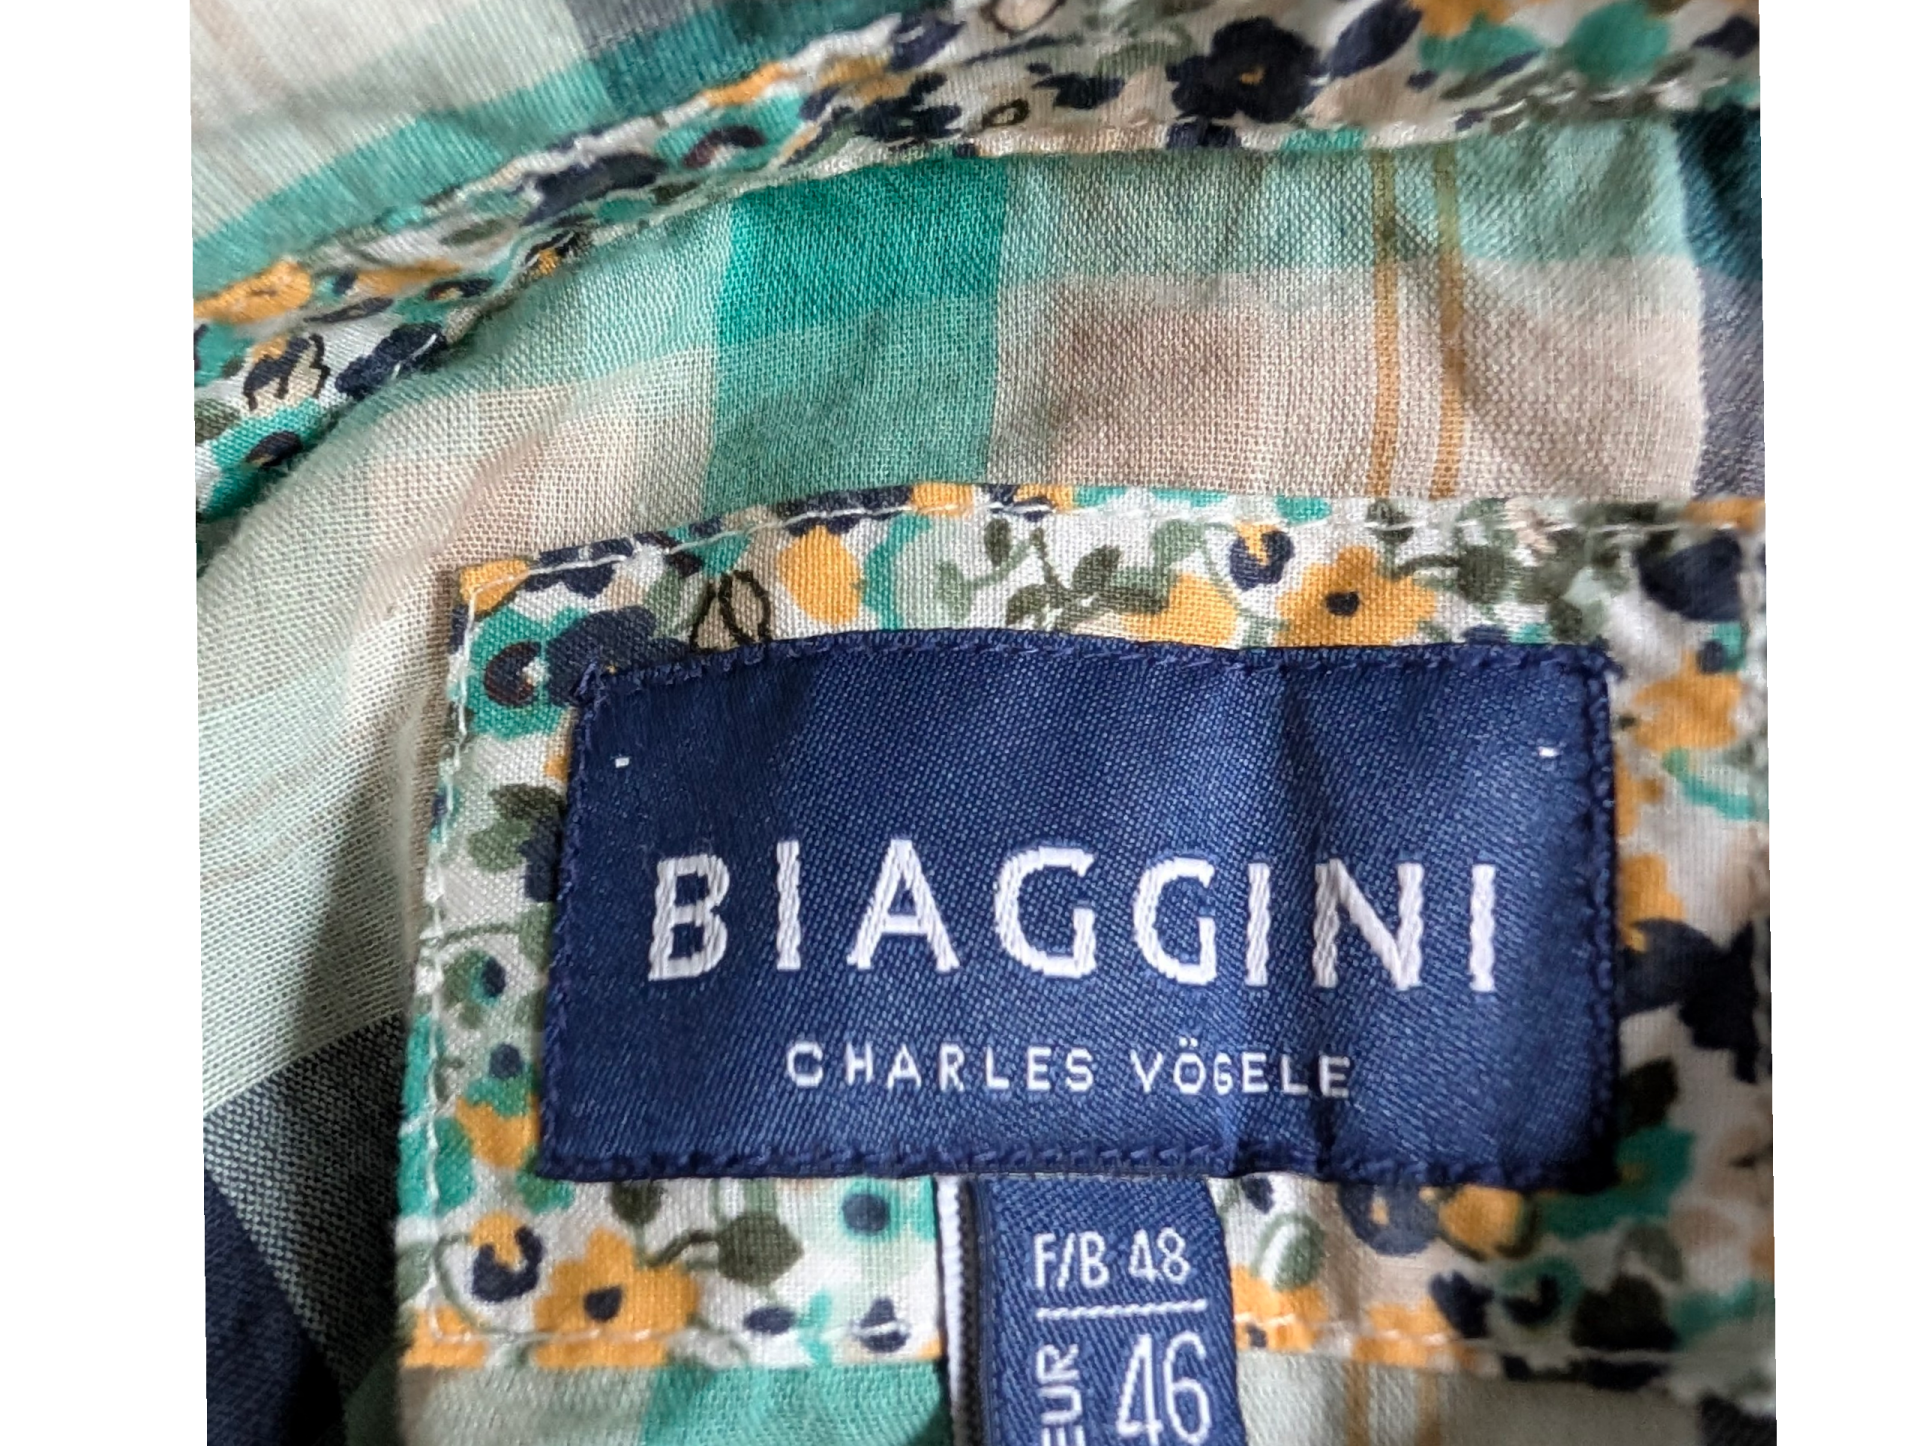 BIAGGINI
CHARLES VÖGELE
F/B 48
EUR 46